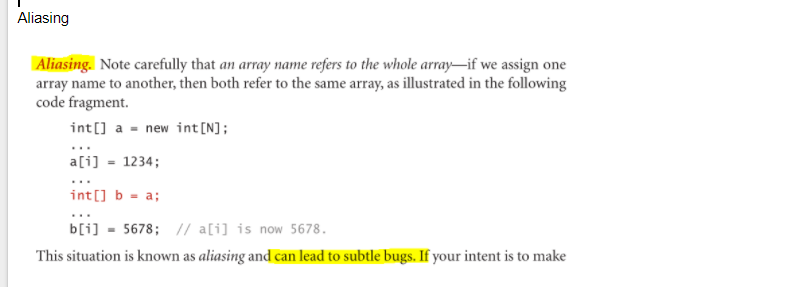 Aliasing
Aliasing. Note carefully that an array name refers to the whole array—if we assign one
array name to another, then both refer to the same array, as illustrated in the following
code fragment.
int[] a = new int[N];
...
a[i] = 1234;
...
int[] b = a;
...
b[i] = 5678; // a[i] is now 5678.
This situation is known as aliasing and can lead to subtle bugs. If your intent is to make